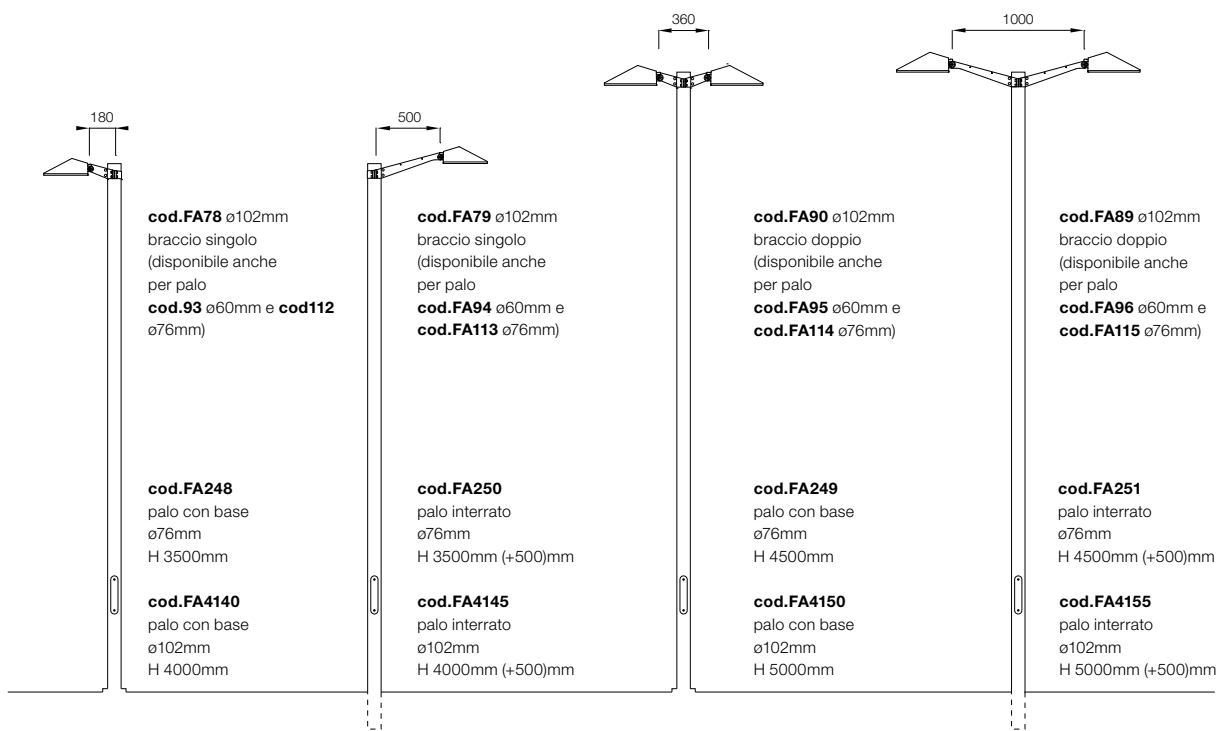 360
1000
180
500
cod.FA78 ø102mm
braccio singolo
(disponibile anche
per palo
cod.93 ø60mm e cod112
ø76mm)
cod.FA79 ø102mm
braccio singolo
(disponibile anche
per palo
cod.FA94 ø60mm e
cod.FA113 ø76mm)
cod.FA90 ø102mm
braccio doppio
(disponibile anche
per palo
cod.FA95 ø60mm e
cod.FA114 ø76mm)
cod.FA89 ø102mm
braccio doppio
(disponibile anche
per palo
cod.FA96 ø60mm e
cod.FA115 ø76mm)
cod.FA248
palo con base
ø76mm
H 3500mm
cod.FA250
palo interrato
ø76mm
H 3500mm (+500)mm
cod.FA249
palo con base
ø76mm
H 4500mm
cod.FA251
palo interrato
ø76mm
H 4500mm (+500)mm
cod.FA4140
palo con base
ø102mm
H 4000mm
cod.FA4145
palo interrato
ø102mm
H 4000mm (+500)mm
cod.FA4150
palo con base
ø102mm
H 5000mm
cod.FA4155
palo interrato
ø102mm
H 5000mm (+500)mm